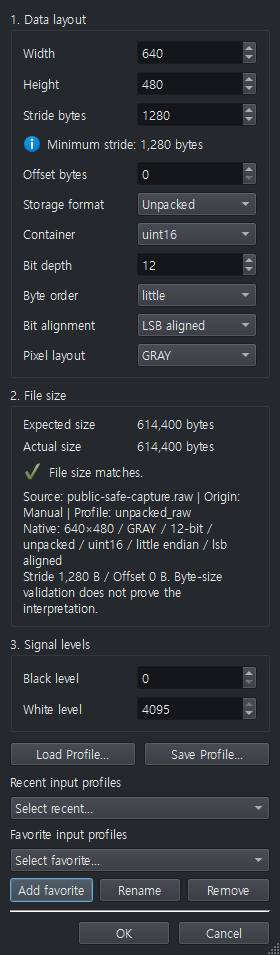 1. Data layout
Width 640
Height 480
Stride bytes 1280
Minimum stride: 1,280 bytes
Offset bytes 0
Storage format Unpacked
Container uint16
Bit depth 12
Byte order little
Bit alignment LSB aligned
Pixel layout GRAY
2. File size
Expected size 614,400 bytes
Actual size 614,400 bytes
File size matches.
Source: public-safe-capture.raw | Origin:
Manual | Profile: unpacked_raw
Native: 640×480 / GRAY / 12-bit /
unpacked / uint16 / little endian / lsb
aligned
Stride 1,280 B / Offset 0 B. Byte-size
validation does not prove the
interpretation.
3. Signal levels
Black level 0
White level 4095
Load Profile... Save Profile...
Recent input profiles
Select recent...
Favorite input profiles
Select favorite...
Add favorite Rename Remove
OK Cancel